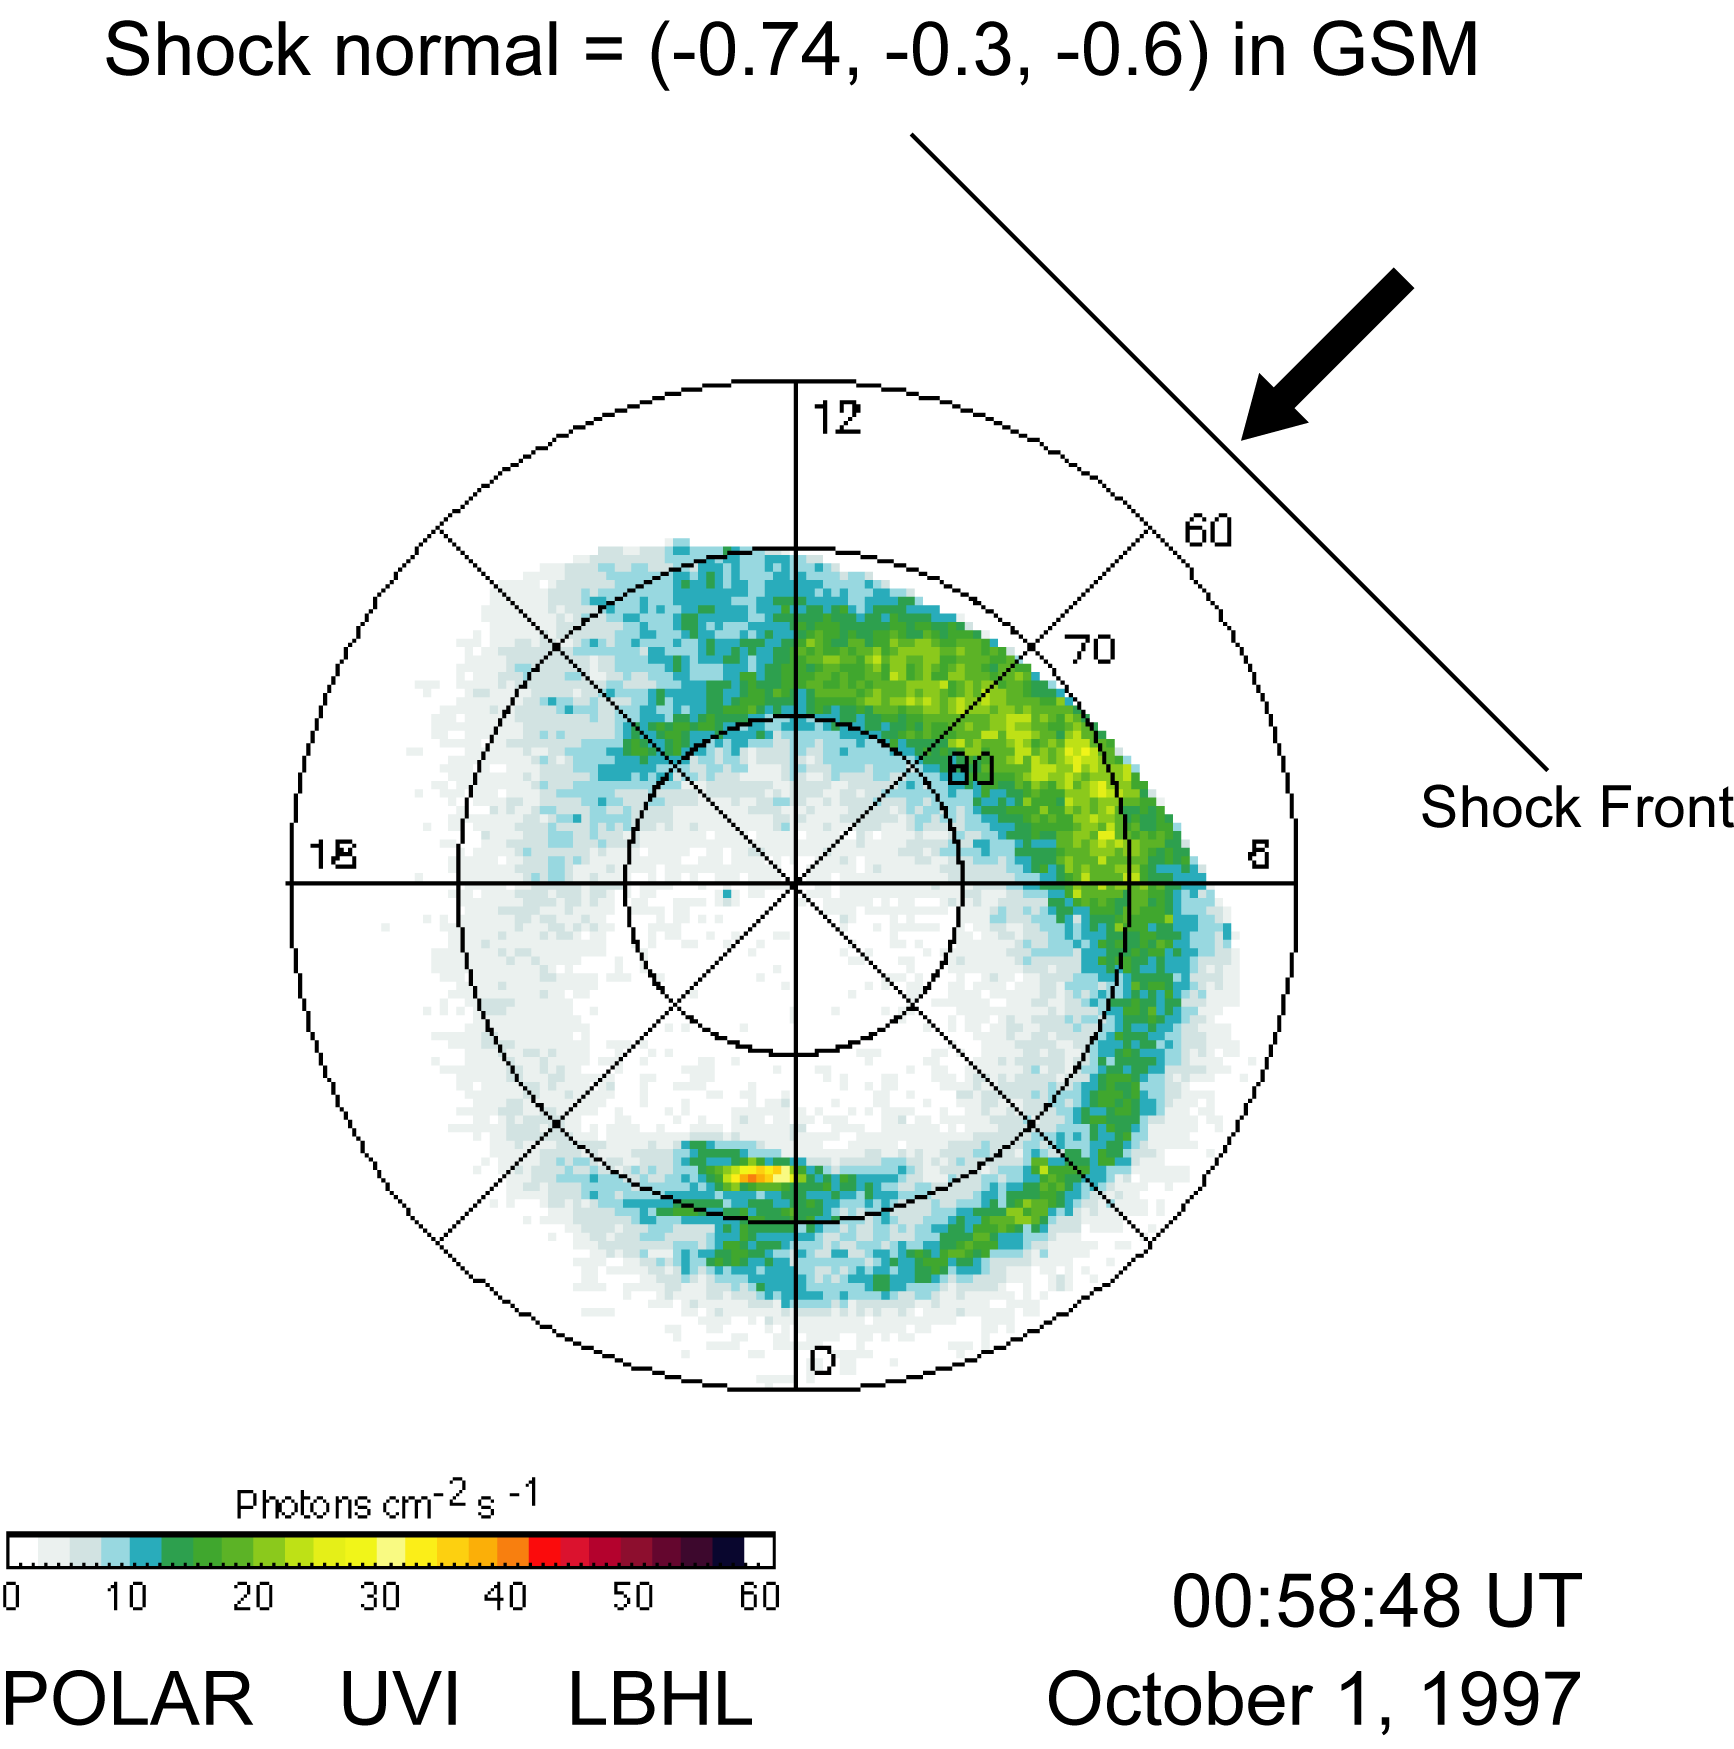 Shock normal = (-0.74, -0.3, -0.6) in GSM
12
60
70
80
Shock Front
18
6
0
Photons cm-2 s -1
0 10 20 30 40 50 60
00:58:48 UT
POLAR UVI LBHL
October 1, 1997